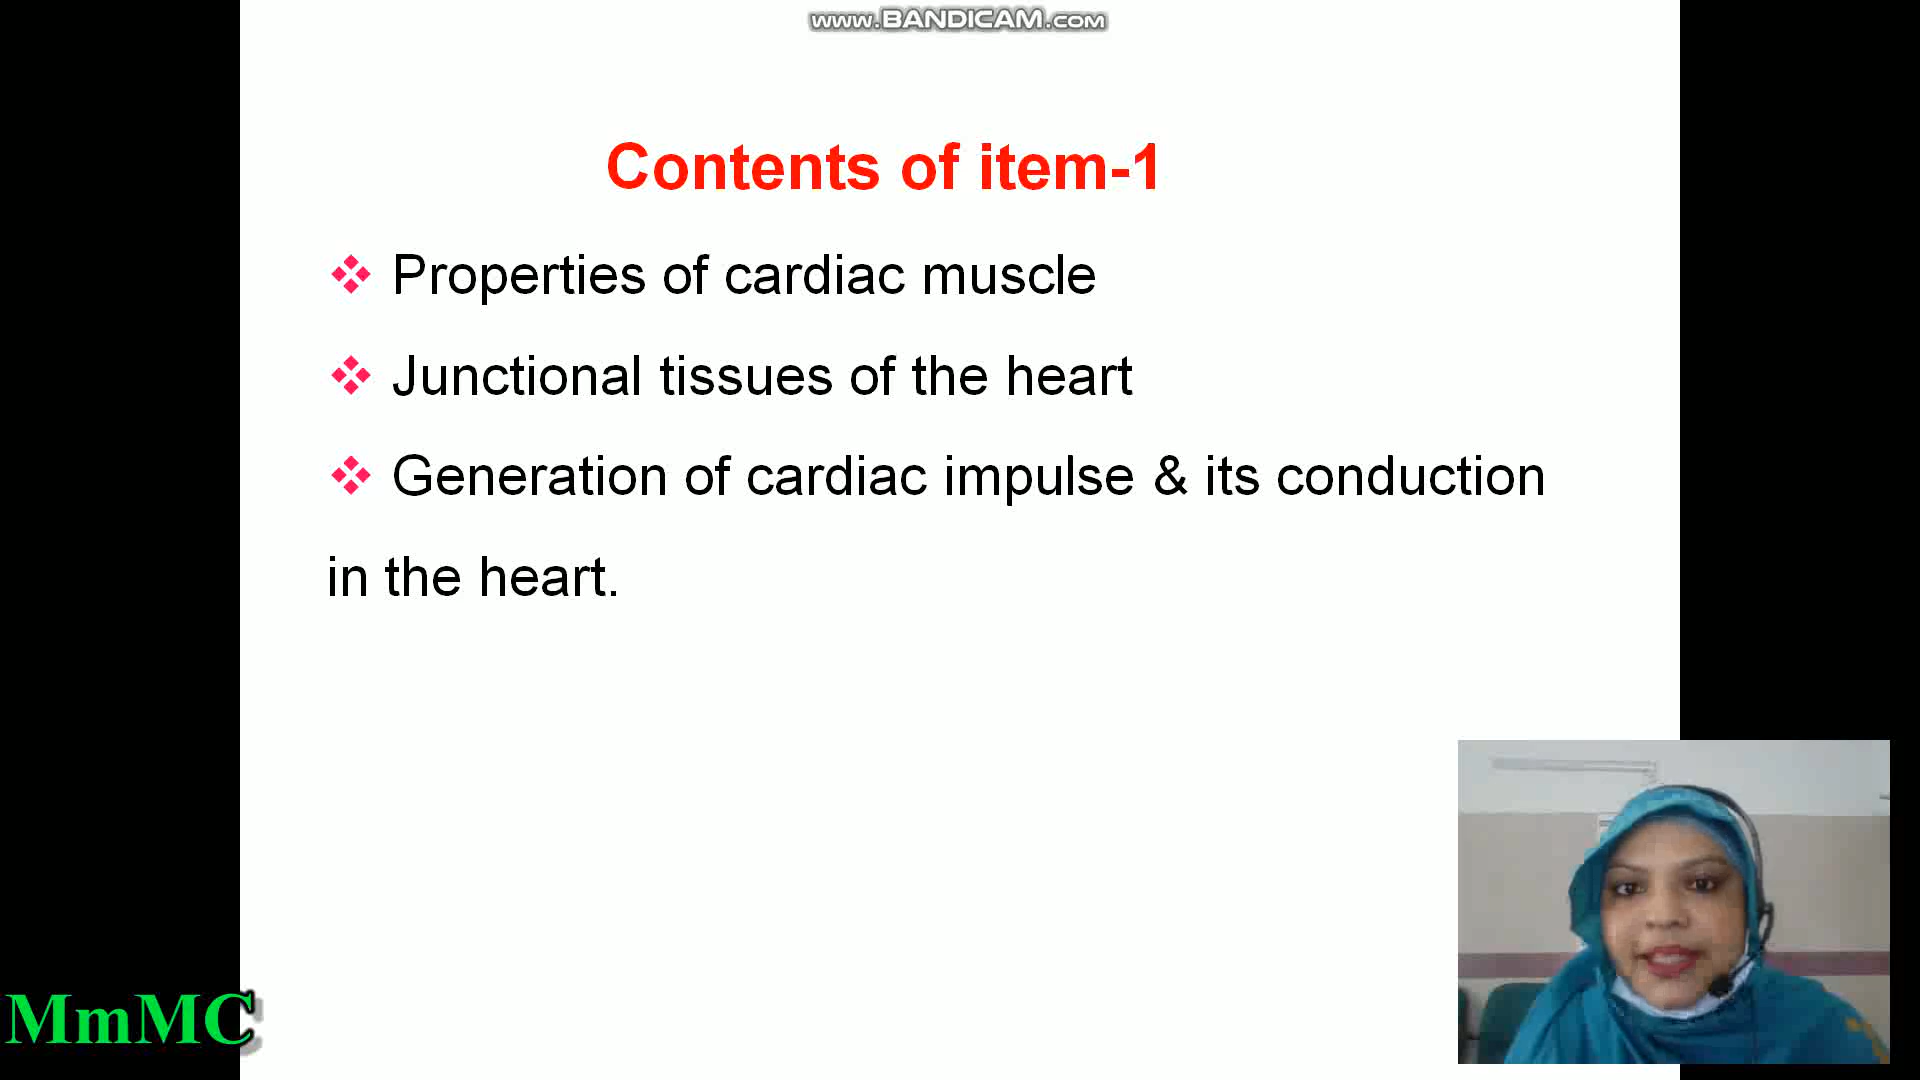 www.BANDICAM.com
Contents of item-1
❖ Properties of cardiac muscle
❖ Junctional tissues of the heart
❖ Generation of cardiac impulse & its conduction
in the heart.
MmMC